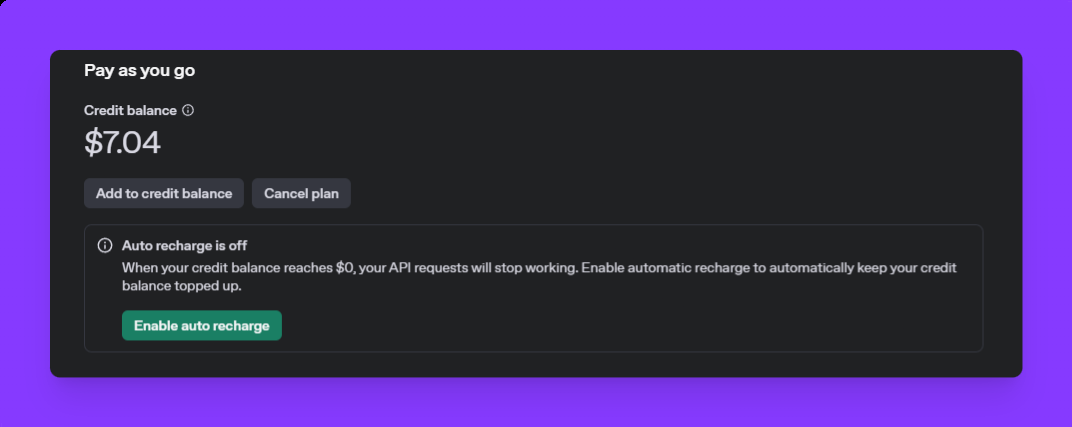 Pay as you go
Credit balance
$7.04
Add to credit balance
Cancel plan
Auto recharge is off
When your credit balance reaches $0, your API requests will stop working. Enable automatic recharge to automatically keep your credit
balance topped up.
Enable auto recharge